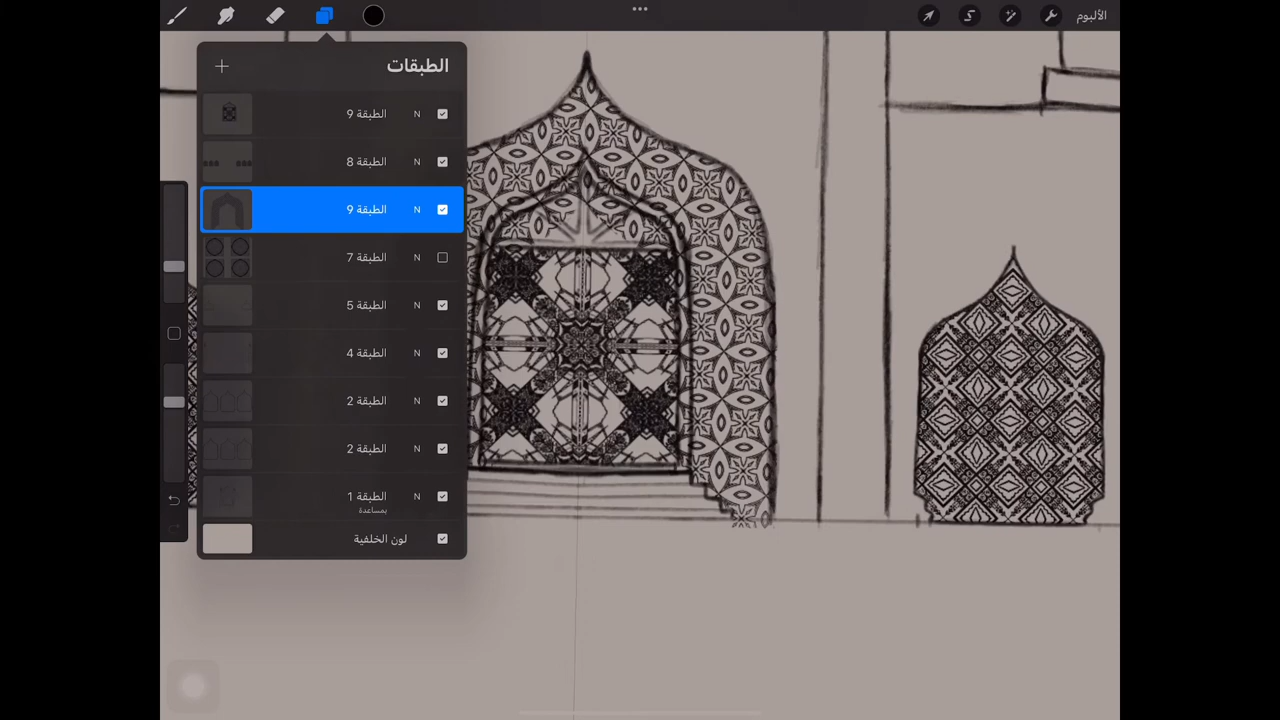 الألبوم
الطبقات
الطبقة 9 N
الطبقة 8 N
الطبقة 9 N
الطبقة 7 N
الطبقة 5 N
الطبقة 4 N
الطبقة 2 N
الطبقة 2 N
الطبقة 1 N
بمساعدة
لون الخلفية